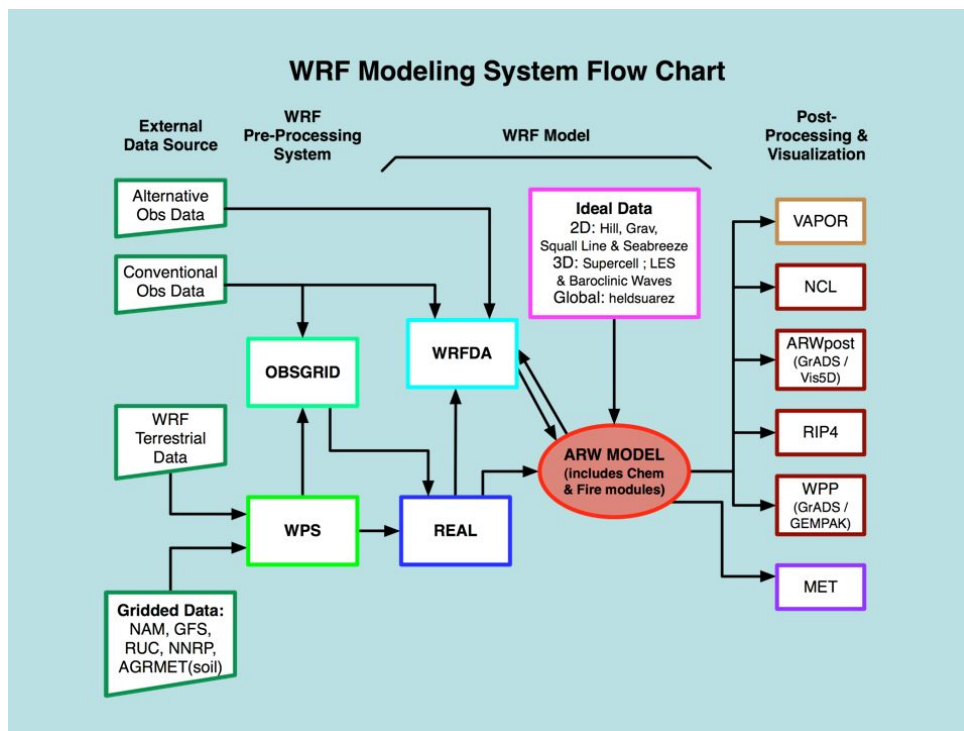 WRF Modeling System Flow Chart
External
Data Source
WRF
Pre-Processing
System
WRF Model
Post-
Processing &
Visualization
Alternative
Obs Data
Conventional
Obs Data
OBSGRID
WRF
Terrestrial
Data
WPS
Gridded Data:
NAM, GFS,
RUC, NNRP,
AGRMET(soil)
WRFDA
REAL
Ideal Data
2D: Hill, Grav,
Squall Line & Seabreeze
3D: Supercell ; LES
& Baroclinic Waves
Global: heldsuarez
ARW MODEL
(includes Chem
& Fire modules)
VAPOR
NCL
ARWpost
(GrADS /
Vis5D)
RIP4
WPP
(GrADS /
GEMPAK)
MET